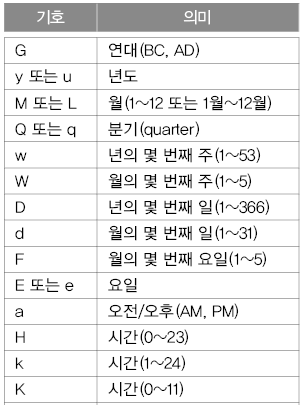 기호 의미
G 연대(BC, AD)
y 또는 u 년도
M 또는 L 월(1~12 또는 1월~12월)
Q 또는 q 분기(quarter)
w 년의 몇 번째 주(1~53)
W 월의 몇 번째 주(1~5)
D 년의 몇 번째 일(1~366)
d 월의 몇 번째 일(1~31)
F 월의 몇 번째 요일(1~5)
E 또는 e 요일
a 오전/오후(AM, PM)
H 시간(0~23)
k 시간(1~24)
K 시간(0~11)